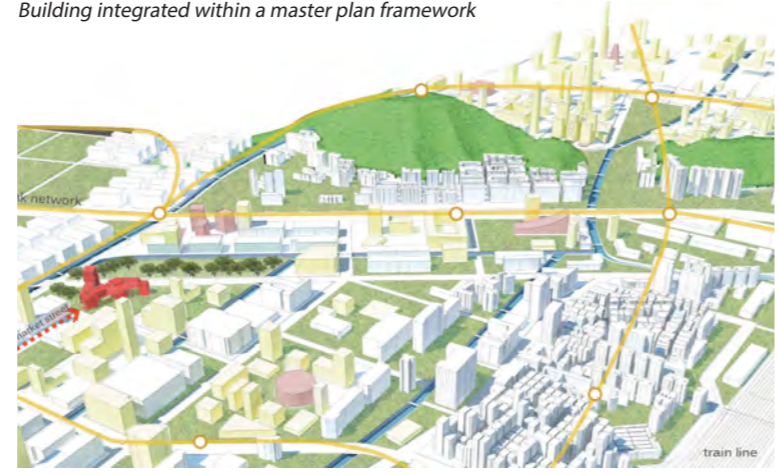 Building integrated within a master plan framework
network
market street
train line